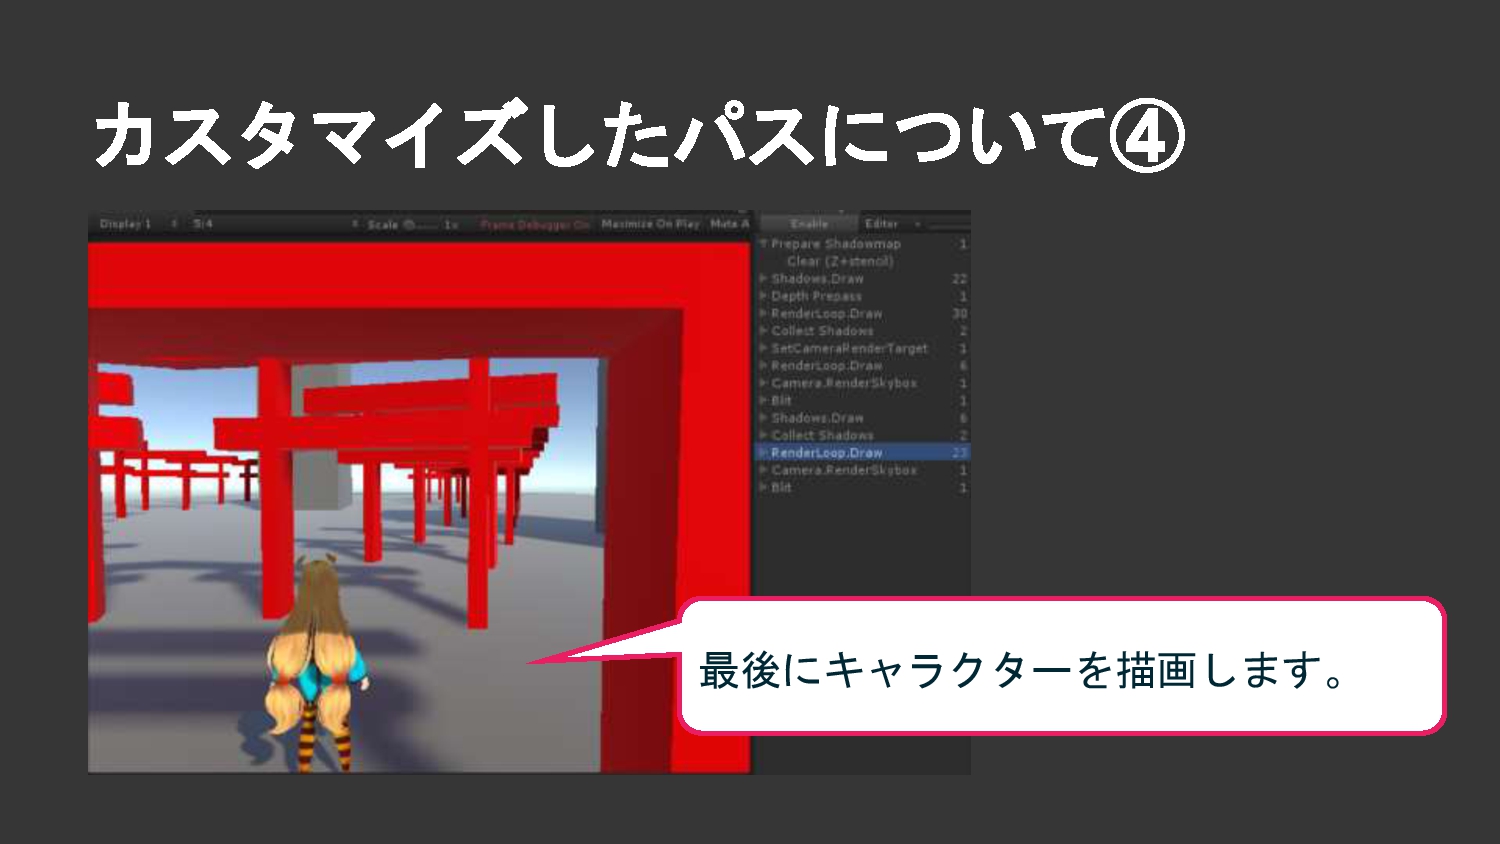 カスタマイズしたパスについて④
Display 1 5:4 Scale 1x Frame Debugger On Maximize On Play Mute A
Enable Editor
Prepare Shadowmap 1
Clear (Z+stencil)
Shadows.Draw 22
Depth Prepass 1
RenderLoop.Draw 30
Collect Shadows 2
SetCameraRenderTarget 1
RenderLoop.Draw 6
Camera.RenderSkybox 1
Blit 1
Shadows.Draw 6
Collect Shadows 2
RenderLoop.Draw 23
Camera.RenderSkybox 1
Blit 1
最後にキャラクターを描画します。